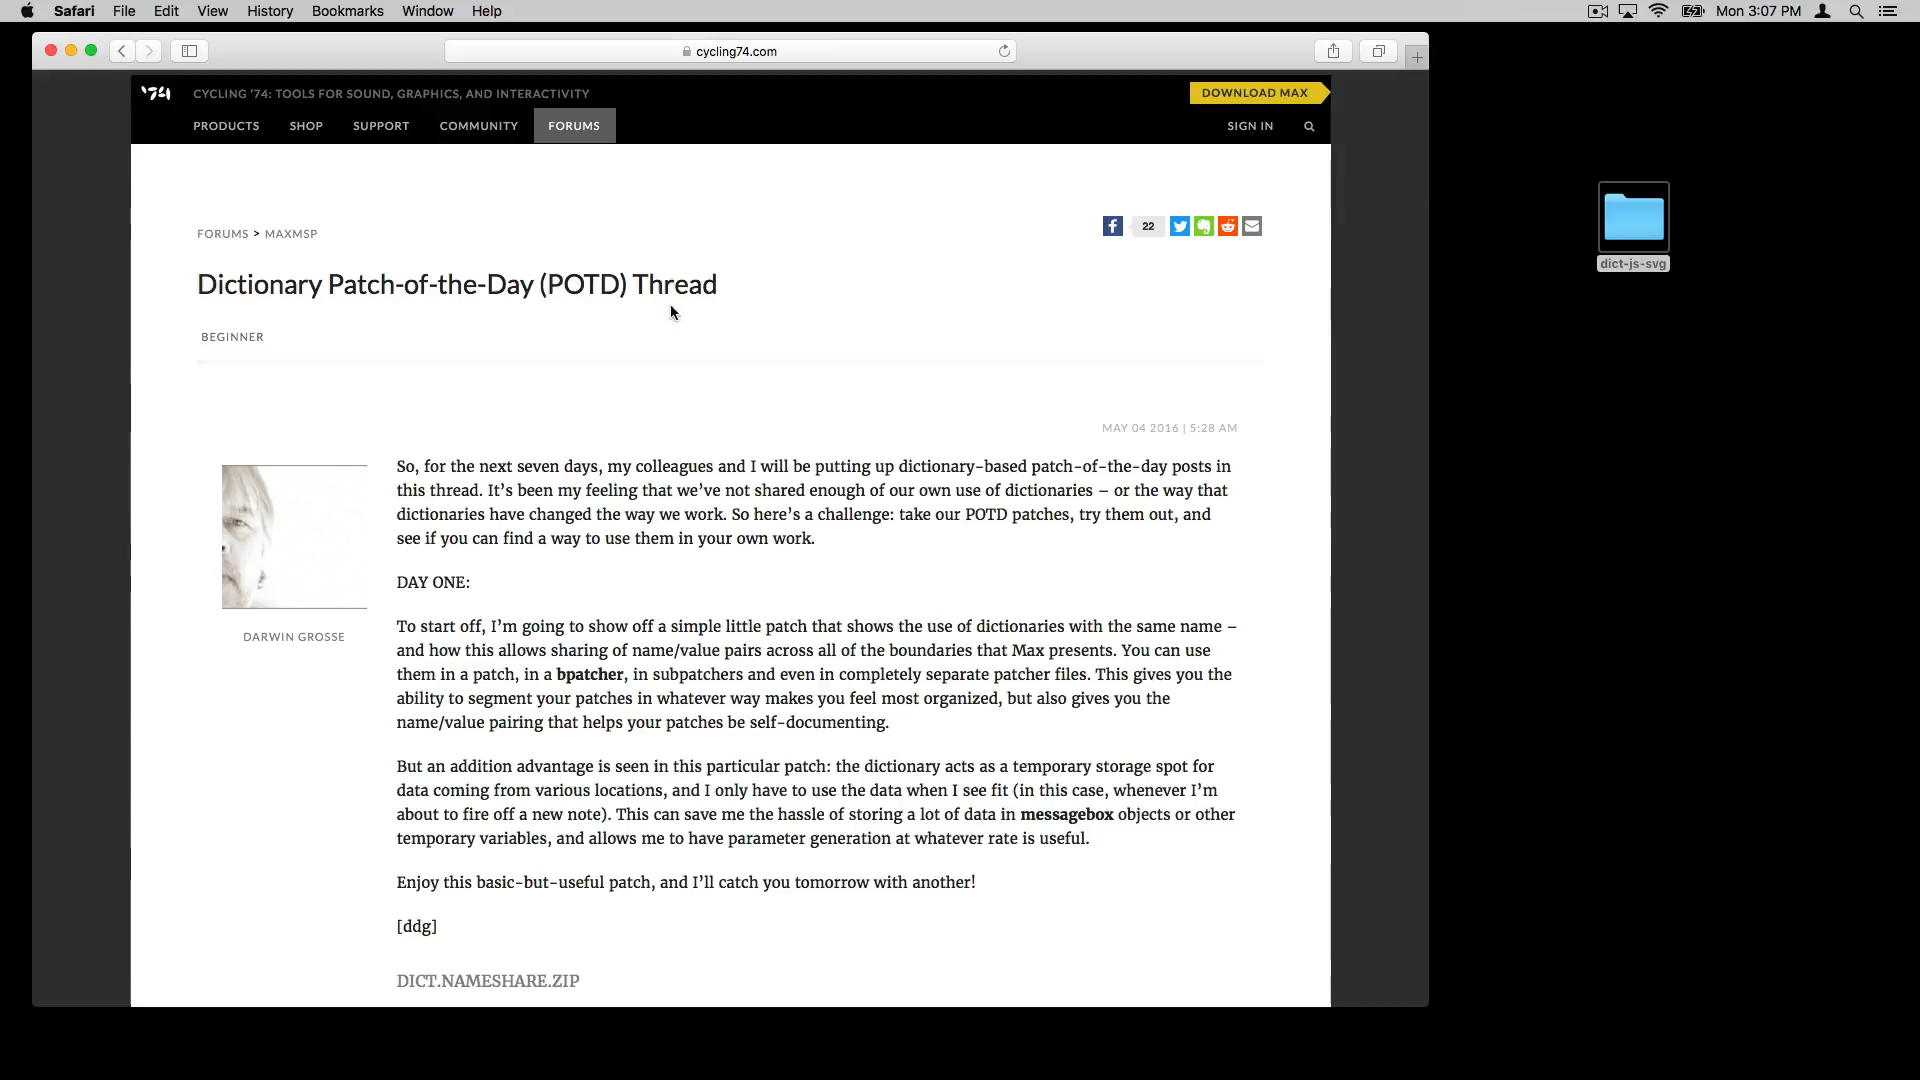 Safari File Edit View History Bookmarks Window Help Mon 3:07 PM
cycling74.com
'74 CYCLING '74: TOOLS FOR SOUND, GRAPHICS, AND INTERACTIVITY DOWNLOAD MAX
PRODUCTS SHOP SUPPORT COMMUNITY FORUMS SIGN IN
FORUMS > MAXMSP 22
dict-js-svg
Dictionary Patch-of-the-Day (POTD) Thread
BEGINNER
MAY 04 2016 | 5:28 AM
So, for the next seven days, my colleagues and I will be putting up dictionary-based patch-of-the-day posts in
this thread. It's been my feeling that we've not shared enough of our own use of dictionaries – or the way that
dictionaries have changed the way we work. So here's a challenge: take our POTD patches, try them out, and
see if you can find a way to use them in your own work.
DAY ONE:
To start off, I'm going to show off a simple little patch that shows the use of dictionaries with the same name –
DARWIN GROSSE
and how this allows sharing of name/value pairs across all of the boundaries that Max presents. You can use
them in a patch, in a bpatcher, in subpatchers and even in completely separate patcher files. This gives you the
ability to segment your patches in whatever way makes you feel most organized, but also gives you the
name/value pairing that helps your patches be self-documenting.
But an addition advantage is seen in this particular patch: the dictionary acts as a temporary storage spot for
data coming from various locations, and I only have to use the data when I see fit (in this case, whenever I'm
about to fire off a new note). This can save me the hassle of storing a lot of data in messagebox objects or other
temporary variables, and allows me to have parameter generation at whatever rate is useful.
Enjoy this basic-but-useful patch, and I'll catch you tomorrow with another!
[ddg]
DICT.NAMESHARE.ZIP